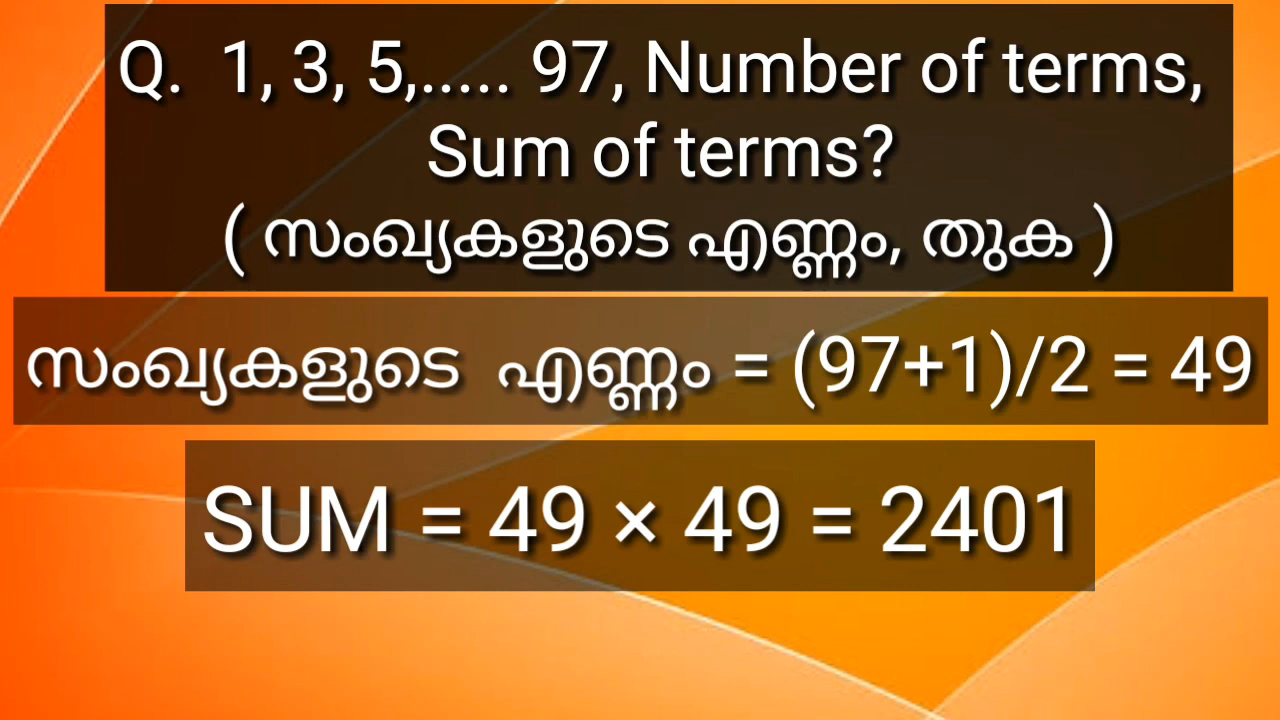 Q. 1, 3, 5,..... 97, Number of terms,
Sum of terms?
( സംഖ്യകളുടെ എണ്ണം, തുക )
സംഖ്യകളുടെ എണ്ണം = (97+1)/2 = 49
SUM = 49 × 49 = 2401